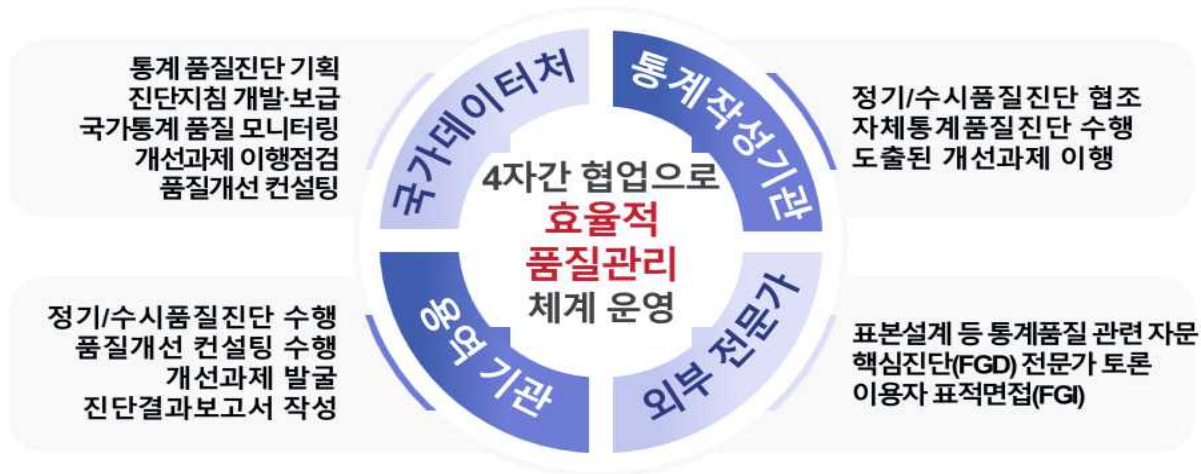 통계 품질진단 기획
진단지침 개발·보급
국가통계 품질 모니터링
개선과제 이행점검
품질개선 컨설팅
국가데이터처
통계작성기관
정기/수시품질진단 협조
자체통계품질진단 수행
도출된 개선과제 이행
4자간 협업으로
효율적
품질관리
체계 운영
정기/수시품질진단 수행
품질개선 컨설팅 수행
개선과제 발굴
진단결과보고서 작성
용역 기관
외부 전문가
표본설계 등 통계품질 관련 자문
핵심진단(FGD) 전문가 토론
이용자 표적면접(FGI)